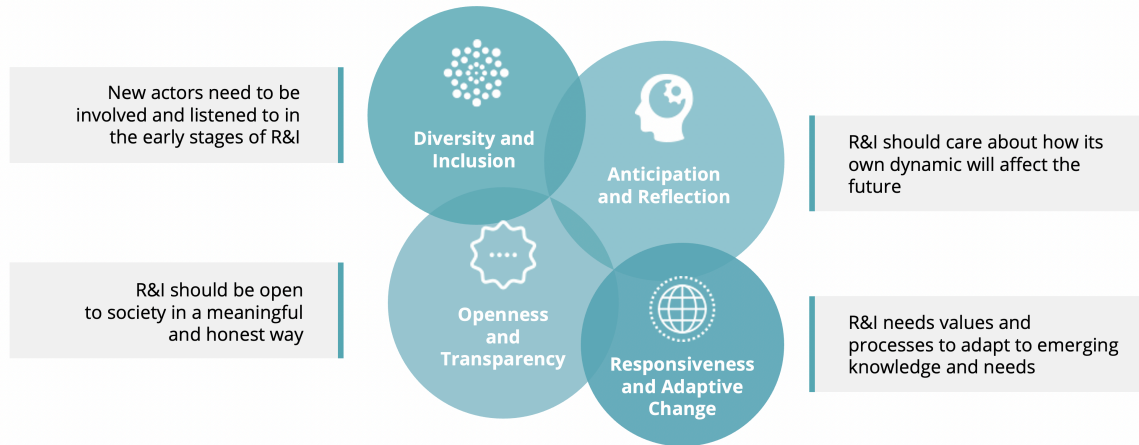 New actors need to be
involved and listened to in
the early stages of R&I
Diversity and
Inclusion
Anticipation
and Reflection
R&I should care about how its
own dynamic will affect the
future
R&I should be open
to society in a meaningful
and honest way
Openness
and
Transparency
Responsiveness
and Adaptive
Change
R&I needs values and
processes to adapt to emerging
knowledge and needs